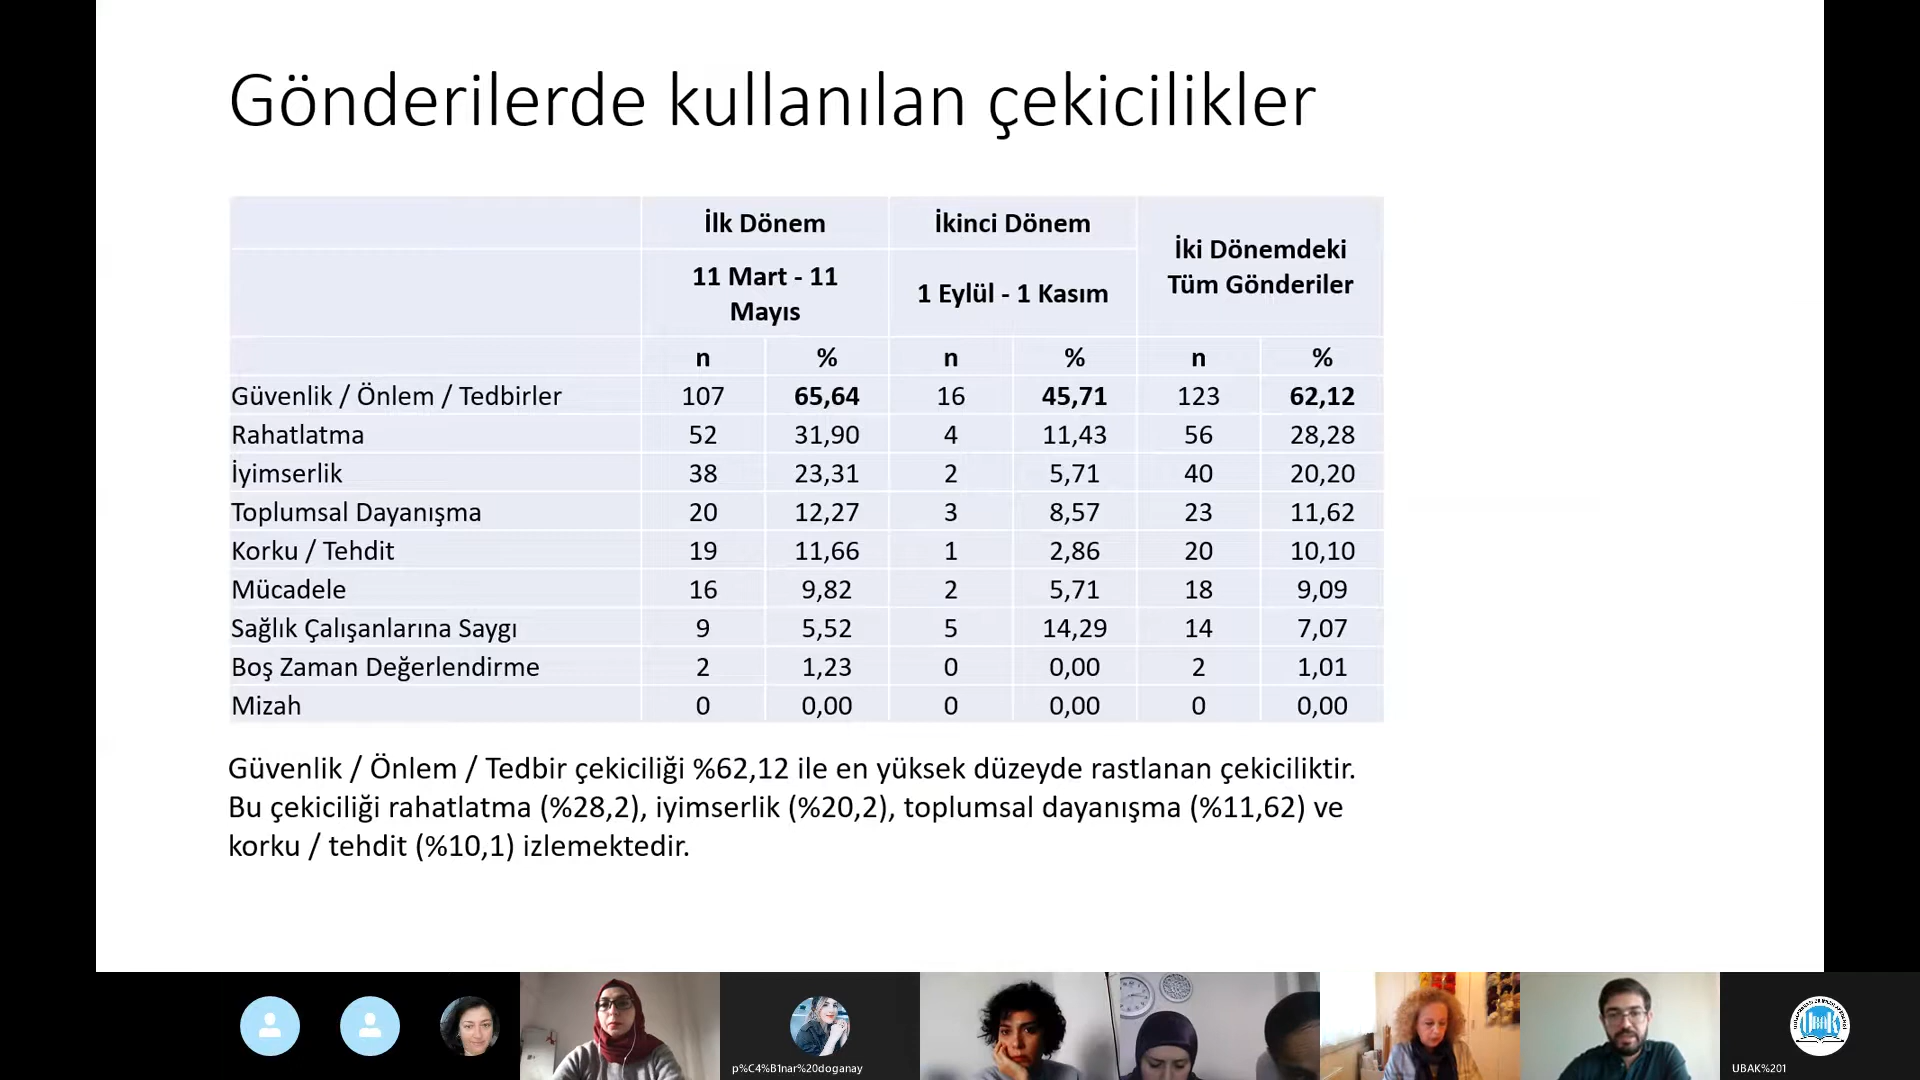 Gönderilerde kullanılan çekicilikler
İlk Dönem İkinci Dönem İki Dönemdeki Tüm Gönderiler
11 Mart - 11 Mayıs 1 Eylül - 1 Kasım
n % n % n %
Güvenlik / Önlem / Tedbirler 107 65,64 16 45,71 123 62,12
Rahatlatma 52 31,90 4 11,43 56 28,28
İyimserlik 38 23,31 2 5,71 40 20,20
Toplumsal Dayanışma 20 12,27 3 8,57 23 11,62
Korku / Tehdit 19 11,66 1 2,86 20 10,10
Mücadele 16 9,82 2 5,71 18 9,09
Sağlık Çalışanlarına Saygı 9 5,52 5 14,29 14 7,07
Boş Zaman Değerlendirme 2 1,23 0 0,00 2 1,01
Mizah 0 0,00 0 0,00 0 0,00
Güvenlik / Önlem / Tedbir çekiciliği %62,12 ile en yüksek düzeyde rastlanan çekiciliktir.
Bu çekiciliği rahatlatma (%28,2), iyimserlik (%20,2), toplumsal dayanışma (%11,62) ve
korku / tehdit (%10,1) izlemektedir.
p%C4%B1nar%20doganay
UBAK
UBAK%201